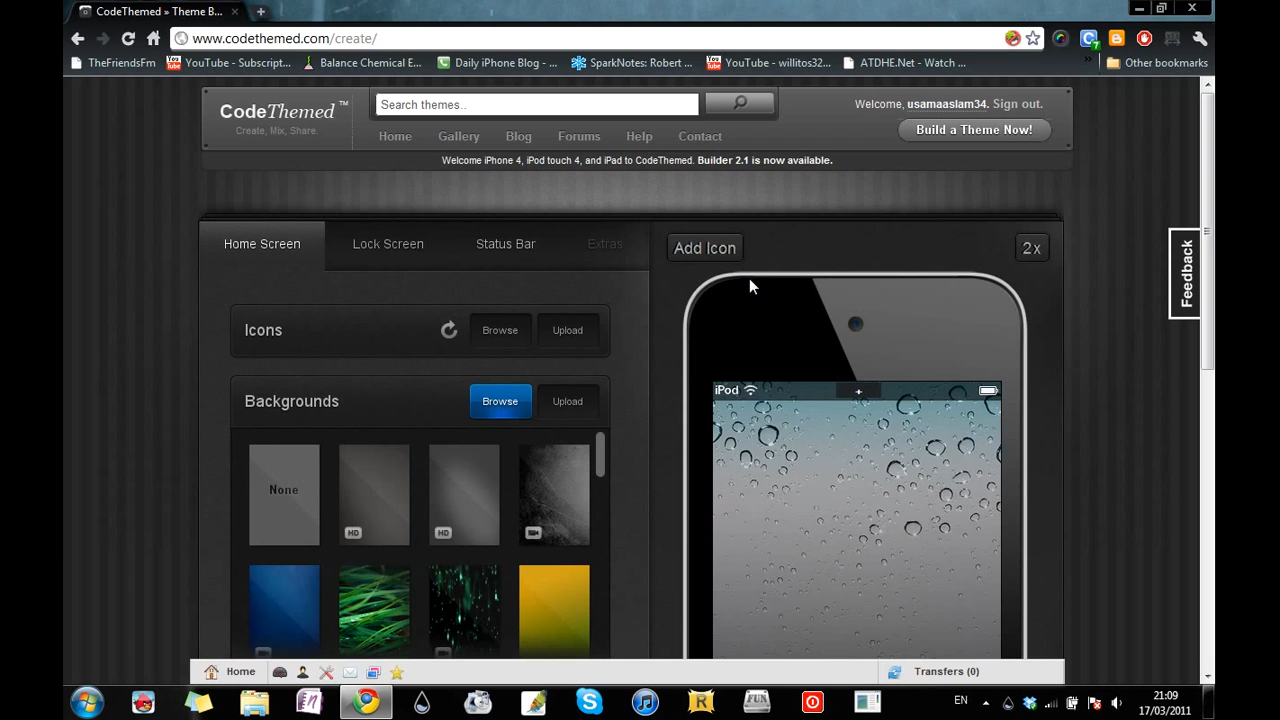 CodeThemed » Theme B...
www.codethemed.com/create/
TheFriendsFm
YouTube - Subscript...
Balance Chemical E...
Daily iPhone Blog - ...
SparkNotes: Robert ...
YouTube - willitos32...
ATDHE.Net - Watch ...
»
Other bookmarks
CodeThemed ™
Create, Mix, Share.
Search themes..
Welcome, usamaaslam34. Sign out.
Home Gallery Blog Forums Help Contact
Build a Theme Now!
Welcome iPhone 4, iPod touch 4, and iPad to CodeThemed. Builder 2.1 is now available.
Home Screen Lock Screen Status Bar Extras
Add Icon
2x
Feedback
Icons Browse Upload
iPod
Backgrounds Browse Upload
None
HD
HD
Home
Transfers (0)
EN
21:09
17/03/2011